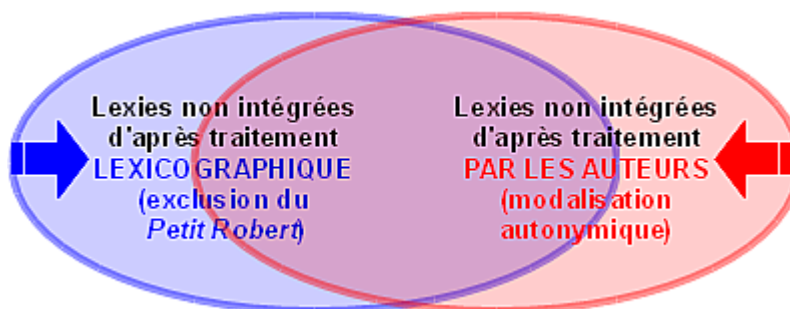 Lexies non intégrées
d'après traitement
LEXICOGRAPHIQUE
(exclusion du
Petit Robert)
Lexies non intégrées
d'après traitement
PAR LES AUTEURS
(modalisation
autonymique)